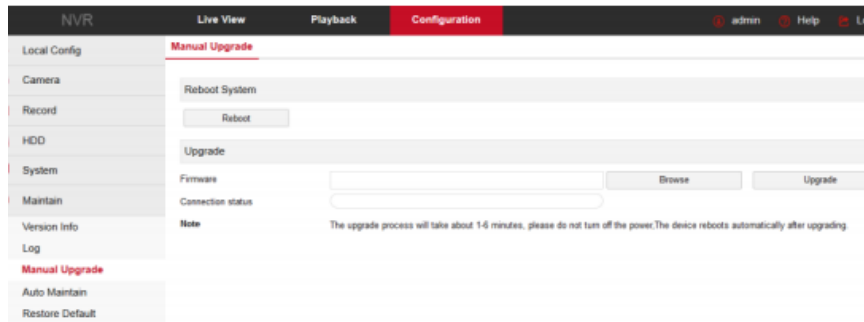 NVR Live View Playback Configuration admin Help
Local Config Manual Upgrade
Camera Reboot System
Record Reboot
HDD Upgrade
System Firmware Browse Upgrade
Maintain Connection status
Version Info Note The upgrade process will take about 1-6 minutes, please do not turn off the power,The device reboots automatically after upgrading.
Log
Manual Upgrade
Auto Maintain
Restore Default